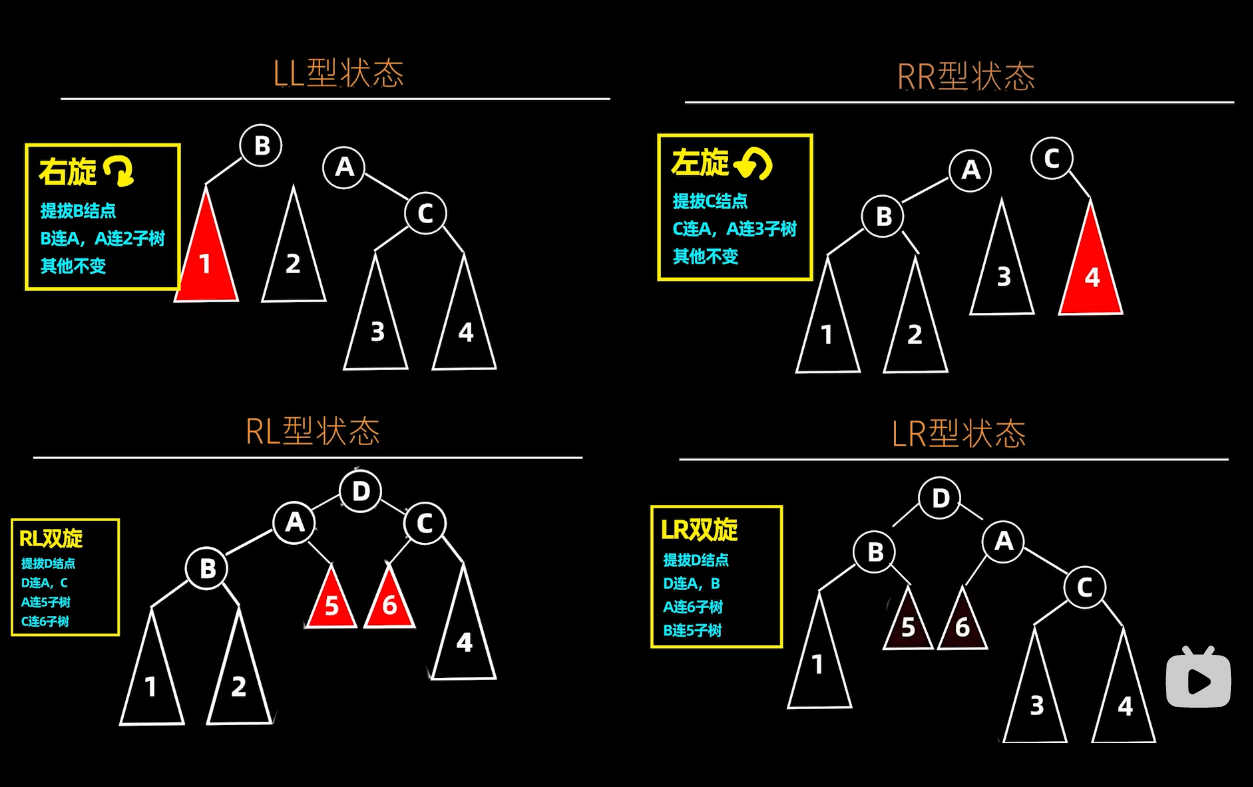 LL型状态
右旋
提拔B结点
B连A，A连2子树
其他不变
B
A
C
1
2
3
4
RR型状态
左旋
提拔C结点
C连A，A连3子树
其他不变
A
C
B
3
4
1
2
RL型状态
RL双旋
提拔D结点
D连A，C
A连5子树
C连6子树
D
A
C
B
5
6
4
1
2
LR型状态
LR双旋
提拔D结点
D连A，B
A连6子树
B连5子树
D
A
B
C
5
6
1
3
4